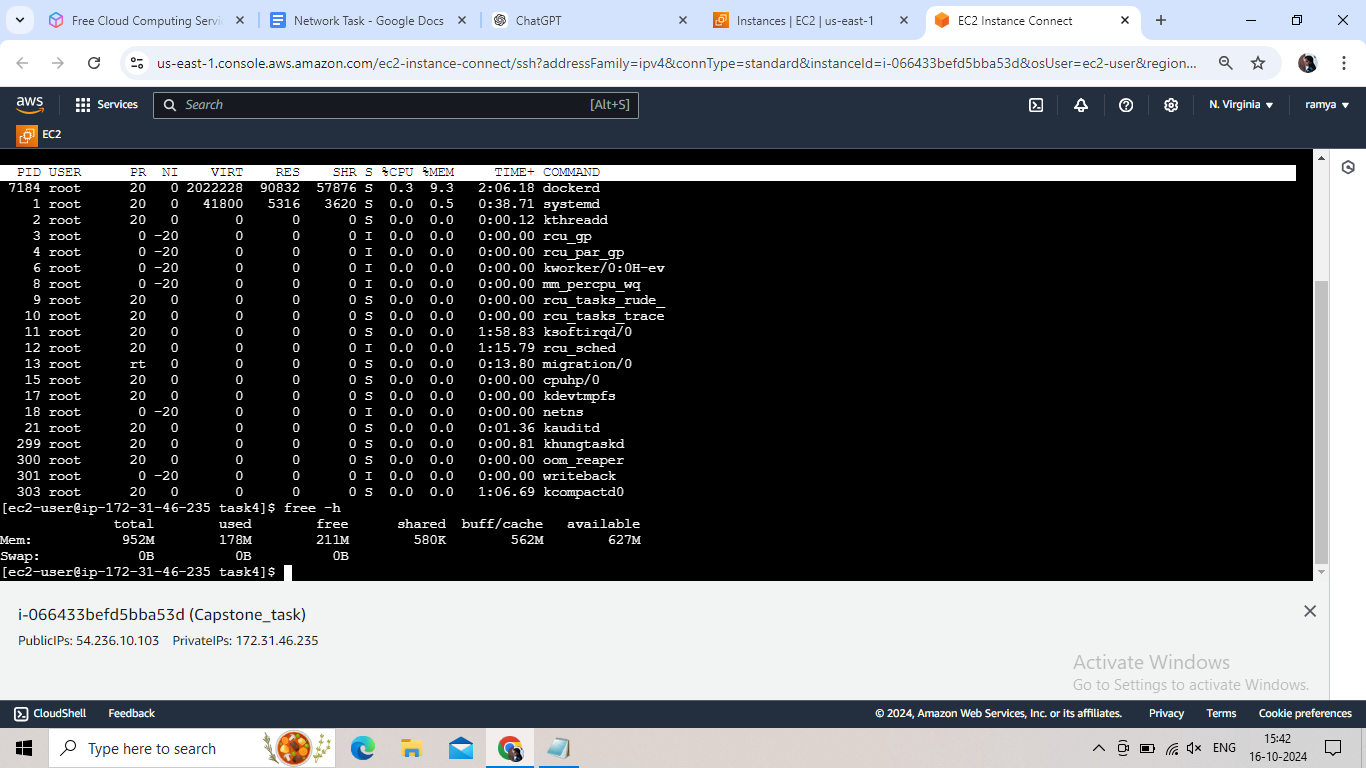 Free Cloud Computing Servi
Network Task - Google Docs
ChatGPT
Instances | EC2 | us-east-1
EC2 Instance Connect
us-east-1.console.aws.amazon.com/ec2-instance-connect/ssh?addressFamily=ipv4&connType=standard&instanceId=i-066433befd5bba53d&osUser=ec2-user&region...
aws Services Search [Alt+S] N. Virginia ramya
EC2
PID USER PR NI VIRT RES SHR S %CPU %MEM TIME+ COMMAND
7184 root 20 0 2022228 90832 57876 S 0.3 9.3 2:06.18 dockerd
1 root 20 0 41800 5316 3620 S 0.0 0.5 0:38.71 systemd
2 root 20 0 0 0 0 S 0.0 0.0 0:00.12 kthreadd
3 root 0 -20 0 0 0 I 0.0 0.0 0:00.00 rcu_gp
4 root 0 -20 0 0 0 I 0.0 0.0 0:00.00 rcu_par_gp
6 root 0 -20 0 0 0 I 0.0 0.0 0:00.00 kworker/0:0H-ev
8 root 0 -20 0 0 0 I 0.0 0.0 0:00.00 mm_percpu_wq
9 root 20 0 0 0 0 S 0.0 0.0 0:00.00 rcu_tasks_rude_
10 root 20 0 0 0 0 S 0.0 0.0 0:00.00 rcu_tasks_trace
11 root 20 0 0 0 0 S 0.0 0.0 1:58.83 ksoftirqd/0
12 root 20 0 0 0 0 I 0.0 0.0 1:15.79 rcu_sched
13 root rt 0 0 0 0 S 0.0 0.0 0:13.80 migration/0
15 root 20 0 0 0 0 S 0.0 0.0 0:00.00 cpuhp/0
17 root 20 0 0 0 0 S 0.0 0.0 0:00.00 kdevtmpfs
18 root 0 -20 0 0 0 I 0.0 0.0 0:00.00 netns
21 root 20 0 0 0 0 S 0.0 0.0 0:01.36 kauditd
299 root 20 0 0 0 0 S 0.0 0.0 0:00.81 khungtaskd
300 root 20 0 0 0 0 S 0.0 0.0 0:00.00 oom_reaper
301 root 0 -20 0 0 0 I 0.0 0.0 0:00.00 writeback
303 root 20 0 0 0 0 S 0.0 0.0 1:06.69 kcompactd0
[ec2-user@ip-172-31-46-235 task4]$ free -h
total used free shared buff/cache available
Mem: 952M 178M 211M 580K 562M 627M
Swap: 0B 0B 0B
[ec2-user@ip-172-31-46-235 task4]$
i-066433befd5bba53d (Capstone_task)
PublicIPs: 54.236.10.103 PrivateIPs: 172.31.46.235
Activate Windows
Go to Settings to activate Windows.
CloudShell Feedback © 2024, Amazon Web Services, Inc. or its affiliates. Privacy Terms Cookie preferences
Type here to search ENG 15:42
16-10-2024